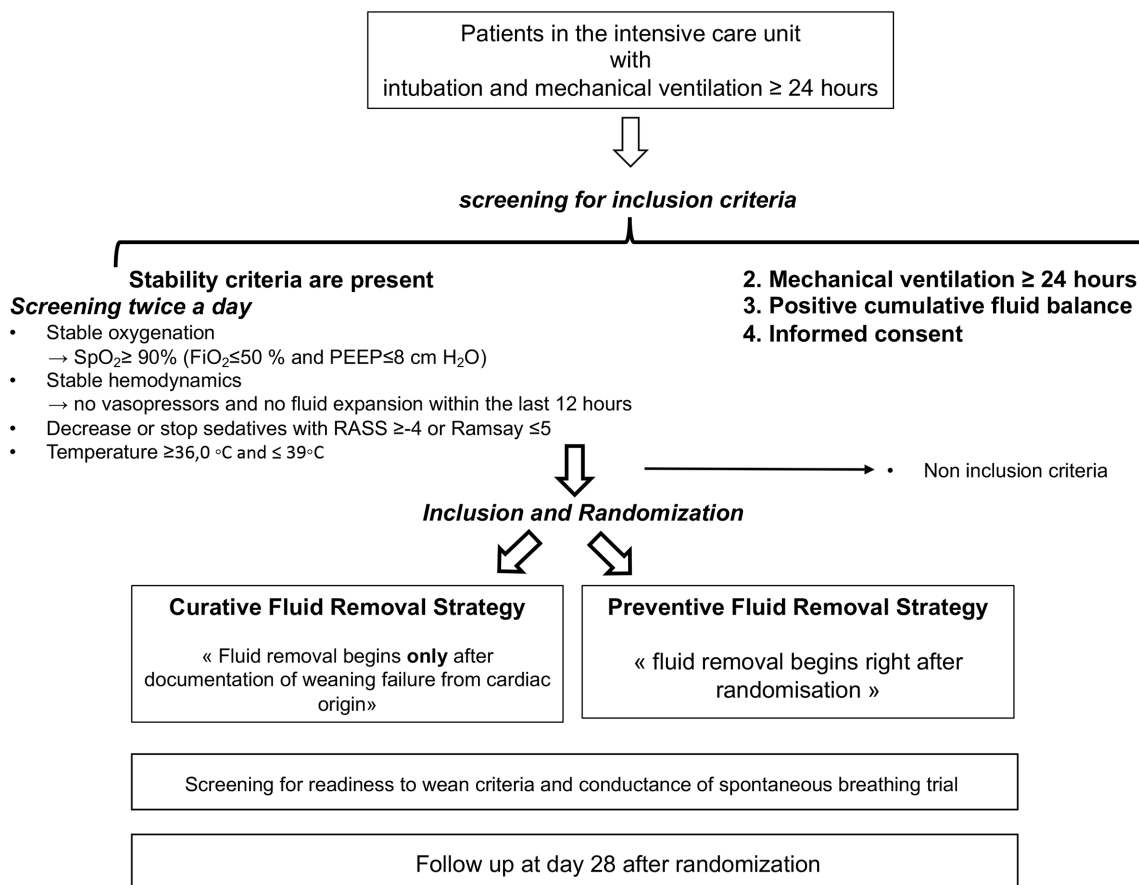 Patients in the intensive care unit
with
intubation and mechanical ventilation ≥ 24 hours
screening for inclusion criteria
Stability criteria are present
Screening twice a day
• Stable oxygenation
→ SpO₂≥ 90% (FiO₂≤50 % and PEEP≤8 cm H₂O)
• Stable hemodynamics
→ no vasopressors and no fluid expansion within the last 12 hours
• Decrease or stop sedatives with RASS ≥-4 or Ramsay ≤5
• Temperature ≥36,0 °C and ≤ 39°C
2. Mechanical ventilation ≥ 24 hours
3. Positive cumulative fluid balance
4. Informed consent
• Non inclusion criteria
Inclusion and Randomization
Curative Fluid Removal Strategy
« Fluid removal begins only after
documentation of weaning failure from cardiac
origin»
Preventive Fluid Removal Strategy
« fluid removal begins right after
randomisation »
Screening for readiness to wean criteria and conductance of spontaneous breathing trial
Follow up at day 28 after randomization